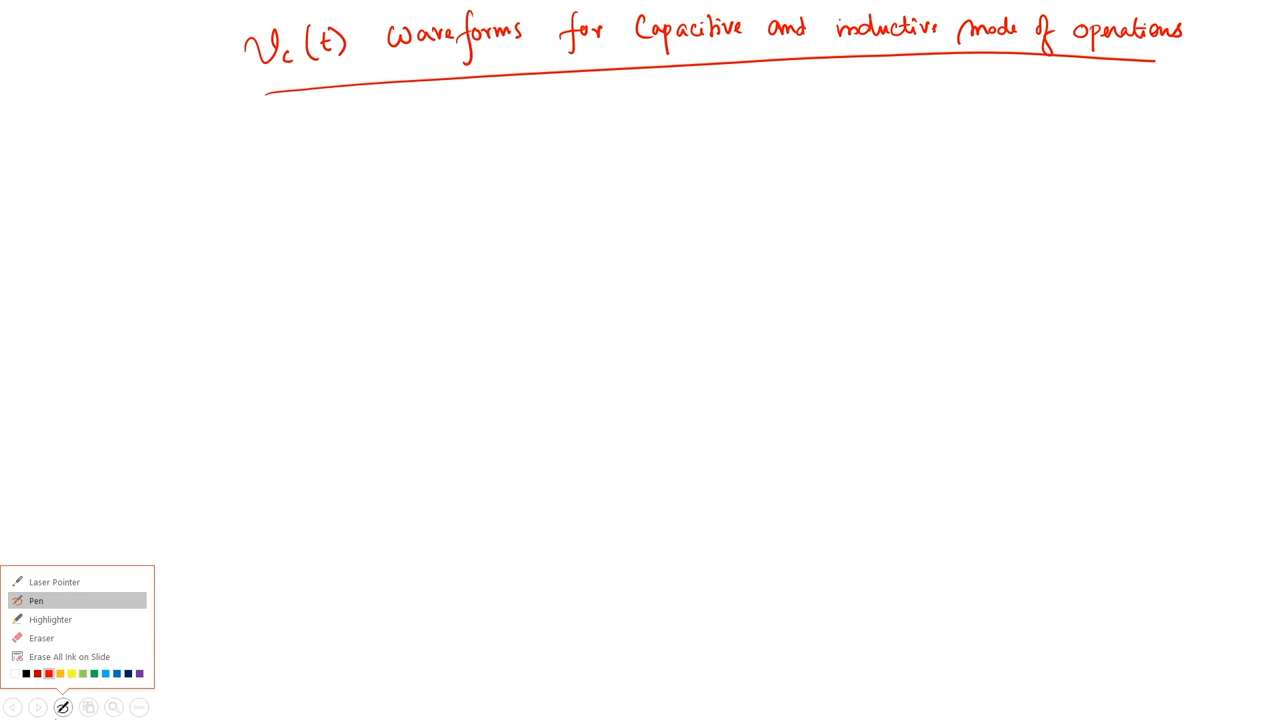 Vc(t) waveforms for Capacitive and inductive mode of operations
Laser Pointer
Pen
Highlighter
Eraser
Erase All Ink on Slide